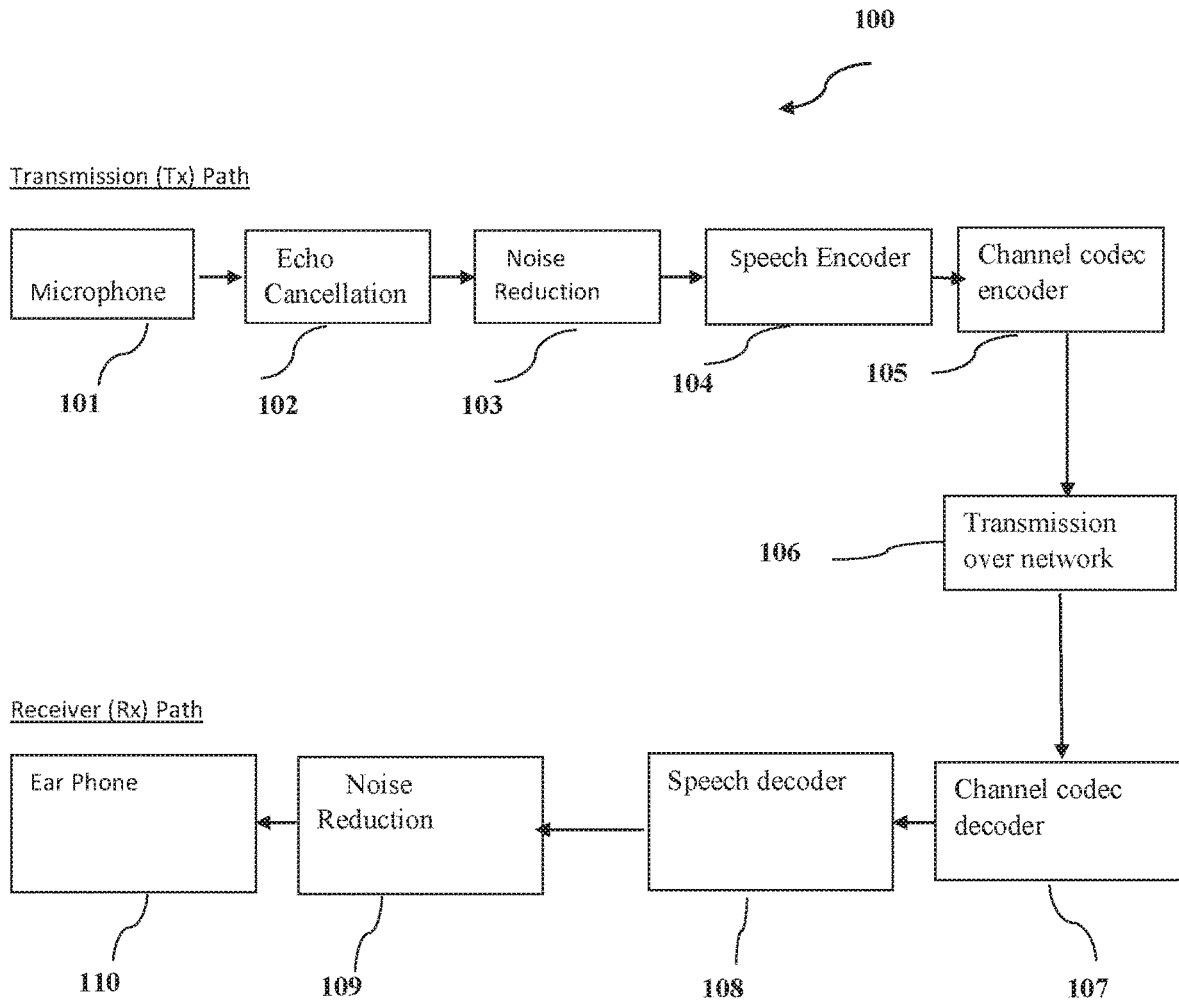 100
Transmission (Tx) Path
Microphone
Echo
Cancellation
Noise
Reduction
Speech Encoder
Channel codec
encoder
101
102
103
104
105
Transmission
over network
106
Receiver (Rx) Path
Ear Phone
Noise
Reduction
Speech decoder
Channel codec
decoder
110
109
108
107